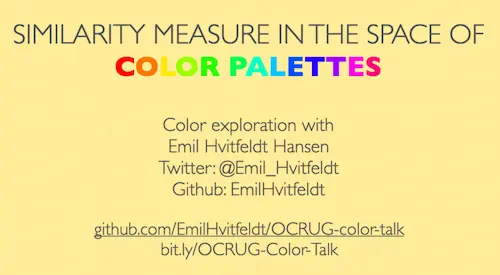 SIMILARITY MEASURE IN THE SPACE OF
COLOR PALETTES
Color exploration with
Emil Hvitfeldt Hansen
Twitter: @Emil_Hvitfeldt
Github: EmilHvitfeldt
github.com/EmilHvitfeldt/OCRUG-color-talk
bit.ly/OCRUG-Color-Talk